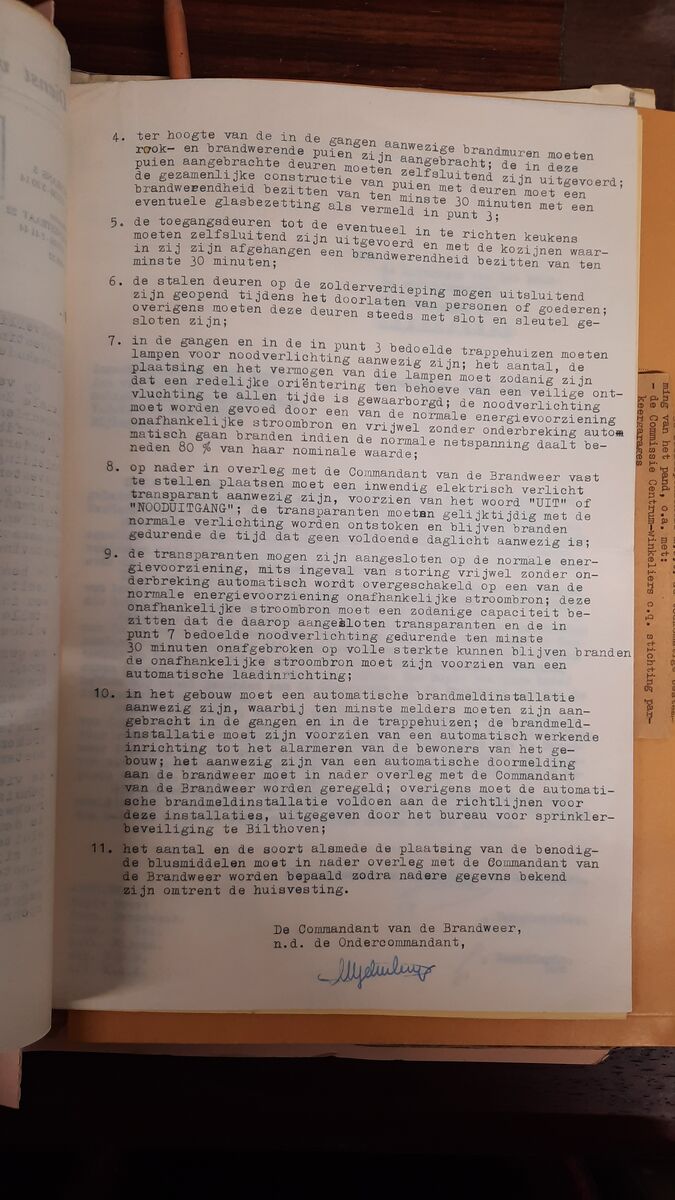 4. ter hoogte van de in de gangen aanwezige brandmuren moeten
rook- en brandwerende puien zijn aangebracht; de in deze
puien aangebrachte deuren moeten zelfsluitend zijn uitgevoerd;
de gezamenlijke constructie van puien met deuren moet een
brandwerendheid bezitten van ten minste 30 minuten met een
eventuele glasbezetting als vermeld in punt 3;
5. de toegangsdeuren tot de eventueel in te richten keukens
moeten zelfsluitend zijn uitgevoerd en met de kozijnen waar-
in zij zijn afgehangen een brandwerendheid bezitten van ten
minste 30 minuten;
6. de stalen deuren op de zolderverdieping mogen uitsluitend
zijn geopend tijdens het doorlaten van personen of goederen;
overigens moeten deze deuren steeds met slot en sleutel ge-
sloten zijn;
7. in de gangen en in de in punt 3 bedoelde trappehuizen moeten
lampen voor noodverlichting aanwezig zijn; het aantal, de
plaatsing en het vermogen van die lampen moet zodanig zijn
dat een redelijke oriëntering ten behoeve van een veilige ont-
vluchting te allen tijde is gewaarborgd; de noodverlichting
moet worden gevoed door een van de normale energievoorziening
onafhankelijke stroombron en vrijwel zonder onderbreking auto-
matisch gaan branden indien de normale netspanning daalt be-
neden 80 % van haar nominale waarde;
8. op nader in overleg met de Commandant van de Brandweer vast
te stellen plaatsen moet een inwendig elektrisch verlicht
transparant aanwezig zijn, voorzien van het woord "UIT" of
"NOODUITGANG"; de transparanten moeten gelijktijdig met de
normale verlichting worden ontstoken en blijven branden
gedurende de tijd dat geen voldoende daglicht aanwezig is;
9. de transparanten mogen zijn aangesloten op de normale ener-
gievoorziening, mits ingeval van storing vrijwel zonder on-
derbreking automatisch wordt overgeschakeld op een van de
normale energievoorziening onafhankelijke stroombron; deze
onafhankelijke stroombron moet een zodanige capaciteit be-
zitten dat de daarop aangesloten transparanten en de in
punt 7 bedoelde noodverlichting gedurende ten minste
30 minuten onafgebroken op volle sterkte kunnen blijven branden
de onafhankelijke stroombron moet zijn voorzien van een
automatische laadinrichting;
10. in het gebouw moet een automatische brandmeldinstallatie
aanwezig zijn, waarbij ten minste melders moeten zijn aan-
gebracht in de gangen en in de trappehuizen; de brandmeld-
installatie moet zijn voorzien van een automatisch werkende
inrichting tot het alarmeren van de bewoners van het ge-
bouw; het aanwezig zijn van een automatische doormelding
aan de brandweer moet in nader overleg met de Commandant
van de Brandweer worden geregeld; overigens moet de automati-
sche brandmeldinstallatie voldoen aan de richtlijnen voor
deze installaties, uitgegeven door het bureau voor sprinkler-
beveiliging te Bilthoven;
11. het aantal en de soort alsmede de plaatsing van de benodig-
de blusmiddelen moet in nader overleg met de Commandant van
de Brandweer worden bepaald zodra nadere gegevns bekend
zijn omtrent de huisvesting.
De Commandant van de Brandweer,
n.d. de Ondercommandant,
ming van het pand, o.a. met:
- de Commissie Centrum-winkeliers c.q. stichting par-
keergarages